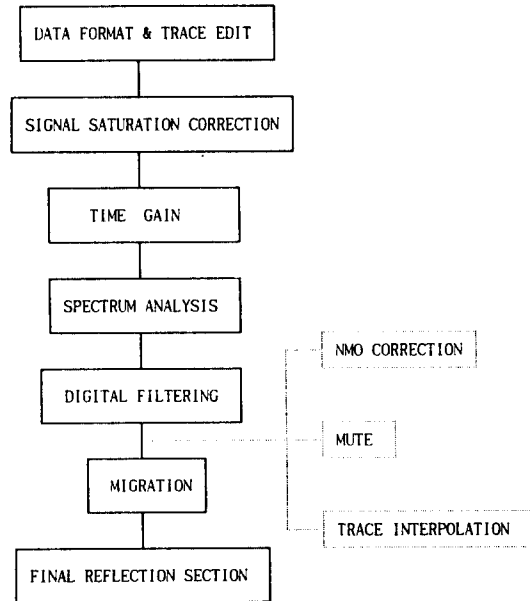 DATA FORMAT & TRACE EDIT
SIGNAL SATURATION CORRECTION
TIME GAIN
SPECTRUM ANALYSIS
NMO CORRECTION
DIGITAL FILTERING
MUTE
MIGRATION
TRACE INTERPOLATION
FINAL REFLECTION SECTION